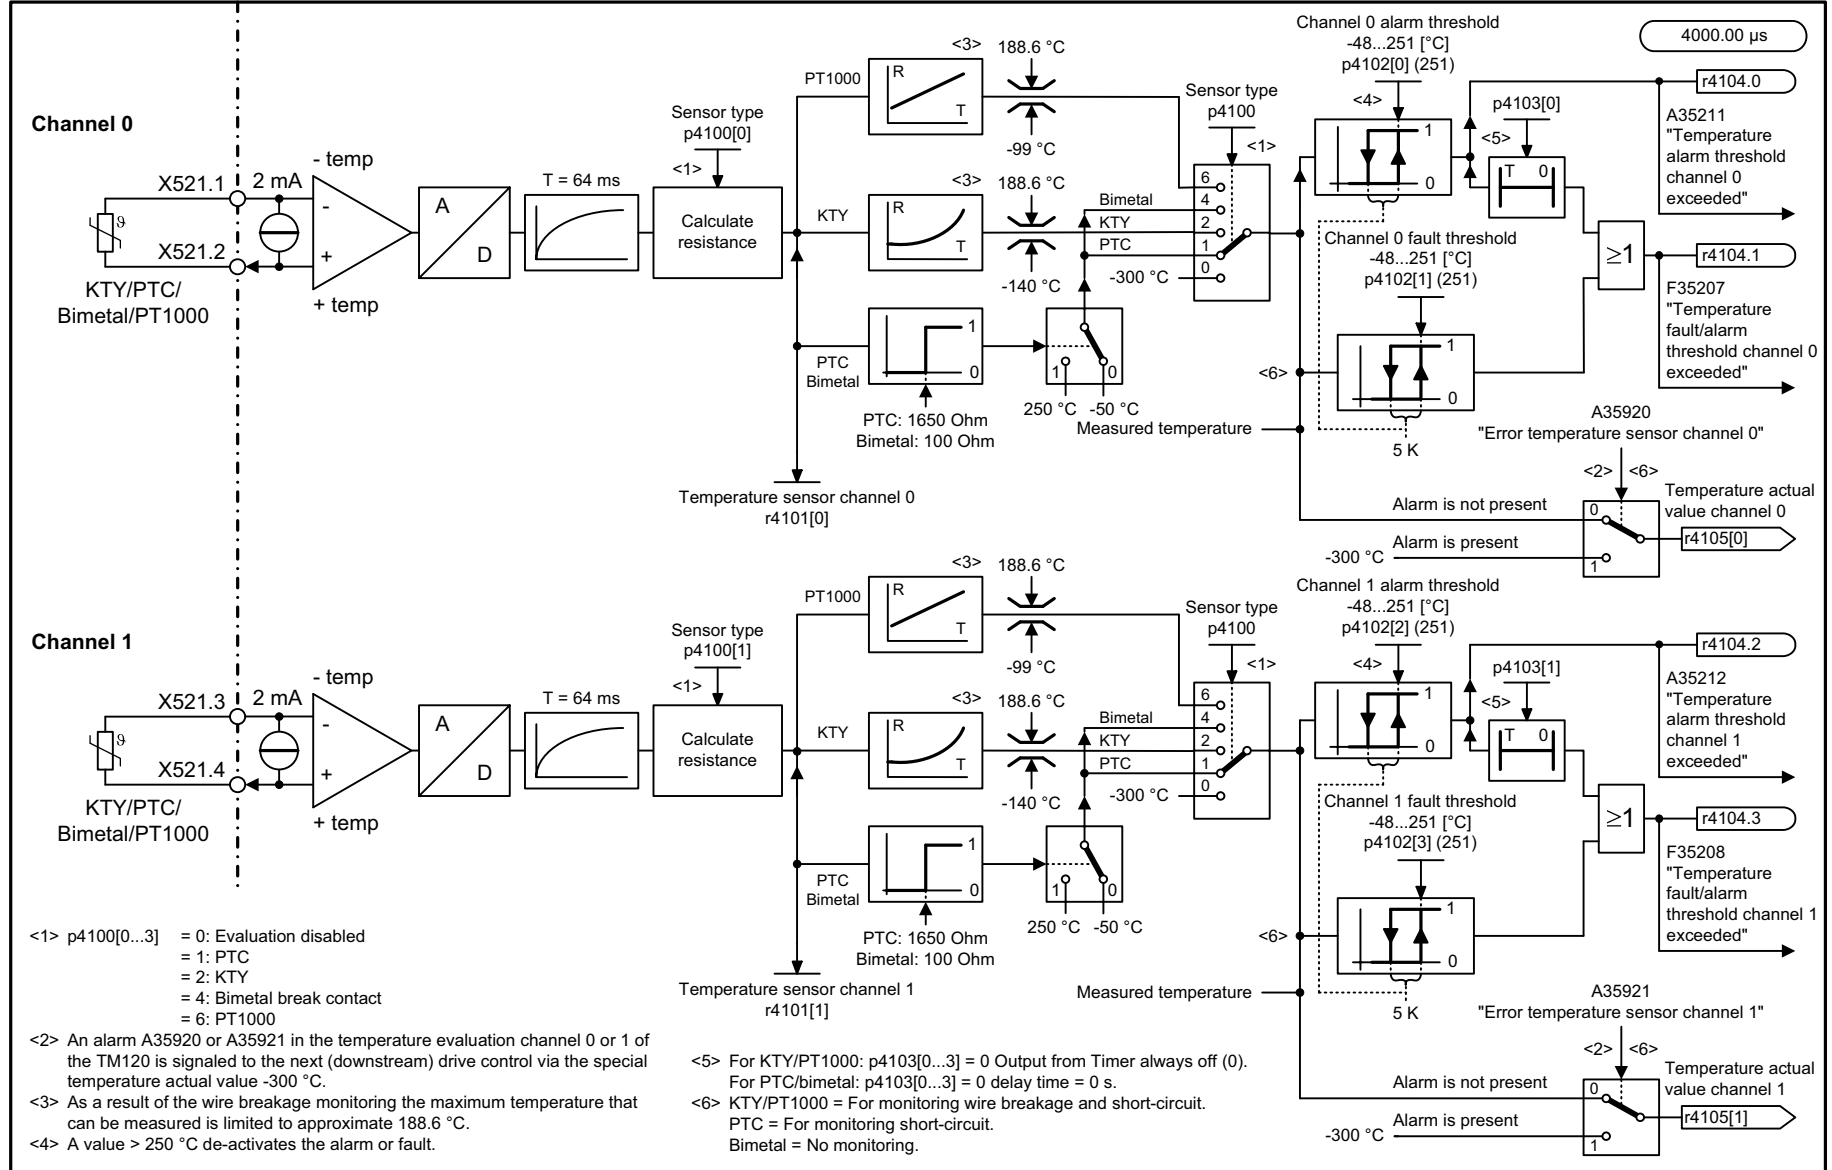 4000.00 µs
Channel 0
X521.1
2 mA
X521.2
- temp
-
+
+ temp
KTY/PTC/
Bimetal/PT1000
A
D
T = 64 ms
Sensor type
p4100[0]
<1>
Calculate
resistance
PT1000
R
T
<3>
188.6 °C
-99 °C
KTY
R
T
<3>
188.6 °C
-140 °C
PTC
Bimetal
1
0
PTC: 1650 Ohm
Bimetal: 100 Ohm
1
0
250 °C
-50 °C
Temperature sensor channel 0
r4101[0]
Sensor type
p4100
<1>
6
Bimetal
4
KTY
2
PTC
1
-300 °C
0
Measured temperature
Channel 0 alarm threshold
-48...251 [°C]
p4102[0] (251)
<4>
1
0
Channel 0 fault threshold
-48...251 [°C]
p4102[1] (251)
1
0
<6>
5 K
p4103[0]
<5>
T
0
≥1
r4104.0
A35211
"Temperature
alarm threshold
channel 0
exceeded"
r4104.1
F35207
"Temperature
fault/alarm
threshold channel 0
exceeded"
A35920
"Error temperature sensor channel 0"
<2>
<6>
Alarm is not present
0
-300 °C
Alarm is present
1
Temperature actual
value channel 0
r4105[0]
Channel 1
X521.3
2 mA
X521.4
- temp
-
+
+ temp
KTY/PTC/
Bimetal/PT1000
A
D
T = 64 ms
Sensor type
p4100[1]
<1>
Calculate
resistance
PT1000
R
T
<3>
188.6 °C
-99 °C
KTY
R
T
<3>
188.6 °C
-140 °C
PTC
Bimetal
1
0
PTC: 1650 Ohm
Bimetal: 100 Ohm
1
0
250 °C
-50 °C
Temperature sensor channel 1
r4101[1]
Sensor type
p4100
<1>
6
Bimetal
4
KTY
2
PTC
1
-300 °C
0
Measured temperature
Channel 1 alarm threshold
-48...251 [°C]
p4102[2] (251)
<4>
1
0
Channel 1 fault threshold
-48...251 [°C]
p4102[3] (251)
1
0
<6>
5 K
p4103[1]
<5>
T
0
≥1
r4104.2
A35212
"Temperature
alarm threshold
channel 1
exceeded"
r4104.3
F35208
"Temperature
fault/alarm
threshold channel 1
exceeded"
A35921
"Error temperature sensor channel 1"
<2>
<6>
Alarm is not present
0
-300 °C
Alarm is present
1
Temperature actual
value channel 1
r4105[1]
ϑ
ϑ
<1> p4100[0...3] = 0: Evaluation disabled
= 1: PTC
= 2: KTY
= 4: Bimetal break contact
= 6: PT1000
<2> An alarm A35920 or A35921 in the temperature evaluation channel 0 or 1 of
the TM120 is signaled to the next (downstream) drive control via the special
temperature actual value -300 °C.
<3> As a result of the wire breakage monitoring the maximum temperature that
can be measured is limited to approximate 188.6 °C.
<4> A value > 250 °C de-activates the alarm or fault.
<5> For KTY/PT1000: p4103[0...3] = 0 Output from Timer always off (0).
For PTC/bimetal: p4103[0...3] = 0 delay time = 0 s.
<6> KTY/PT1000 = For monitoring wire breakage and short-circuit.
PTC = For monitoring short-circuit.
Bimetal = No monitoring.